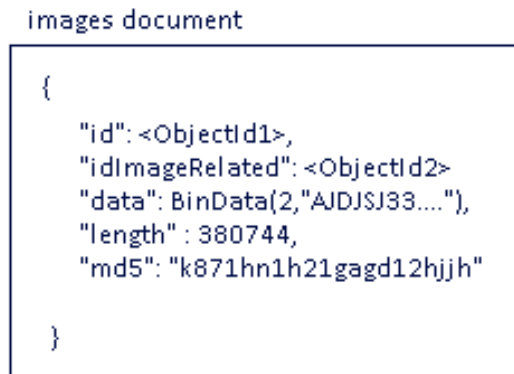 images document
{
"id": <ObjectId1>,
"idImageRelated": <ObjectId2>
"data": BinData(2,"AJDJSJ33...."),
"length" : 380744,
"md5": "k871hn1h21gagd12hjjh"
}